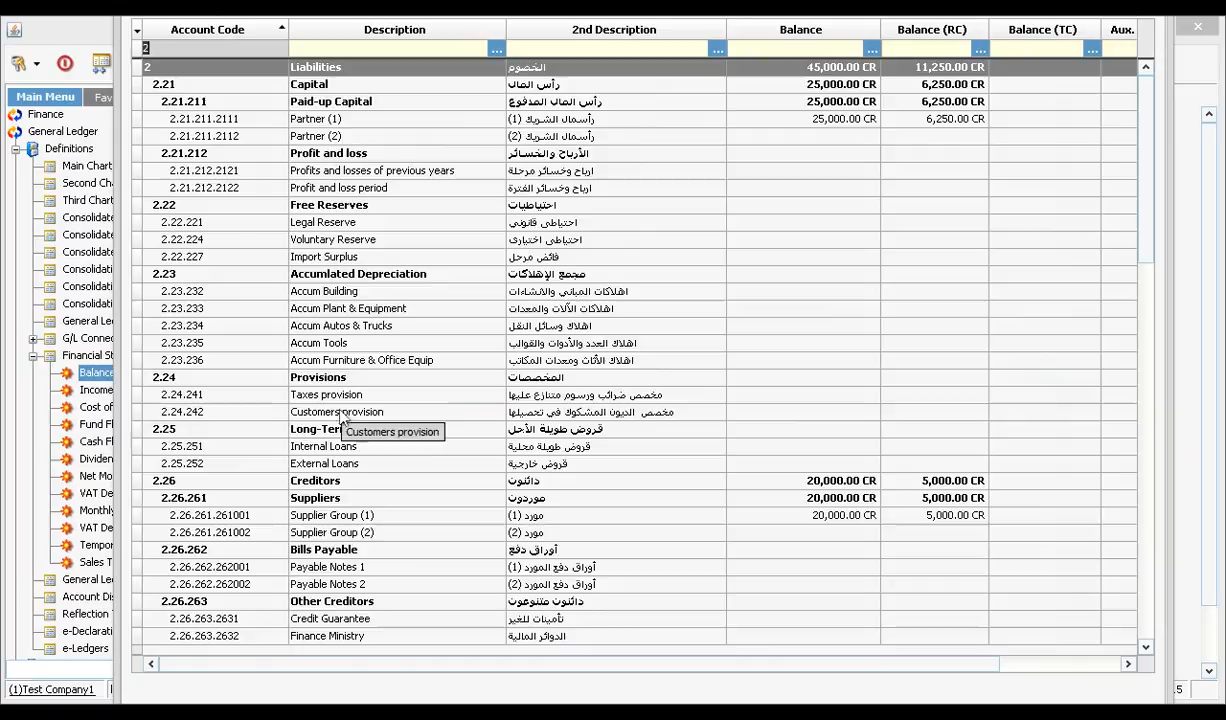 Account Code Description 2nd Description Balance Balance (RC) Balance (TC) Aux.
2 ... ... ... ... ...
Main Menu Fav
Finance
General Ledger
Definitions
Main Chart
Second Cha
Third Chart
Consolidate
Consolidate
Consolidate
Consolidati
Consolidati
Consolidati
General Led
G/L Connec
Financial St
Balance
Income
Cost of
Fund F
Cash Fl
Dividen
Net Mo
VAT De
Monthly
VAT De
Tempor
Sales T
General Led
Account Dis
Reflection
e-Declarati
e-Ledgers
(1)Test Company1
2 Liabilities الخصوم 45,000.00 CR 11,250.00 CR
2.21 Capital رأس المال 25,000.00 CR 6,250.00 CR
2.21.211 Paid-up Capital رأس المال المدفوع 25,000.00 CR 6,250.00 CR
2.21.211.2111 Partner (1) رأسمال الشريك (1) 25,000.00 CR 6,250.00 CR
2.21.211.2112 Partner (2) رأسمال الشريك (2)
2.21.212 Profit and loss الأرباح والخسائر
2.21.212.2121 Profits and losses of previous years ارباح وخسائر مرحلة
2.21.212.2122 Profit and loss period ارباح وخسائر الفترة
2.22 Free Reserves احتياطيات
2.22.221 Legal Reserve احتياطى قانونى
2.22.224 Voluntary Reserve احتياطى اختيارى
2.22.227 Import Surplus فائض مرحل
2.23 Accumlated Depreciation مجمع الإهلاكات
2.23.232 Accum Building اهلاكات المباني والانشاءات
2.23.233 Accum Plant & Equipment اهلاكات الآلات والمعدات
2.23.234 Accum Autos & Trucks اهلاك وسائل النقل
2.23.235 Accum Tools اهلاك العدد والأدوات والقوالب
2.23.236 Accum Furniture & Office Equip اهلاك الأثاث ومعدات المكاتب
2.24 Provisions المخصصات
2.24.241 Taxes provision مخصص ضرائب ورسوم متنازع عليها
2.24.242 Customers provision مخصص الديون المشكوك في تحصيلها
2.25 Long-Ter قروض طويلة الأجل
Customers provision
2.25.251 Internal Loans قروض طويلة محلية
2.25.252 External Loans قروض خارجية
2.26 Creditors دائنون 20,000.00 CR 5,000.00 CR
2.26.261 Suppliers موردون 20,000.00 CR 5,000.00 CR
2.26.261.261001 Supplier Group (1) مورد (1) 20,000.00 CR 5,000.00 CR
2.26.261.261002 Supplier Group (2) مورد (2)
2.26.262 Bills Payable أوراق دفع
2.26.262.262001 Payable Notes 1 أوراق دفع المورد (1)
2.26.262.262002 Payable Notes 2 أوراق دفع المورد (2)
2.26.263 Other Creditors دائنون متنوعون
2.26.263.2631 Credit Guarantee تأمينات للغير
2.26.263.2632 Finance Ministry الدوائر المالية